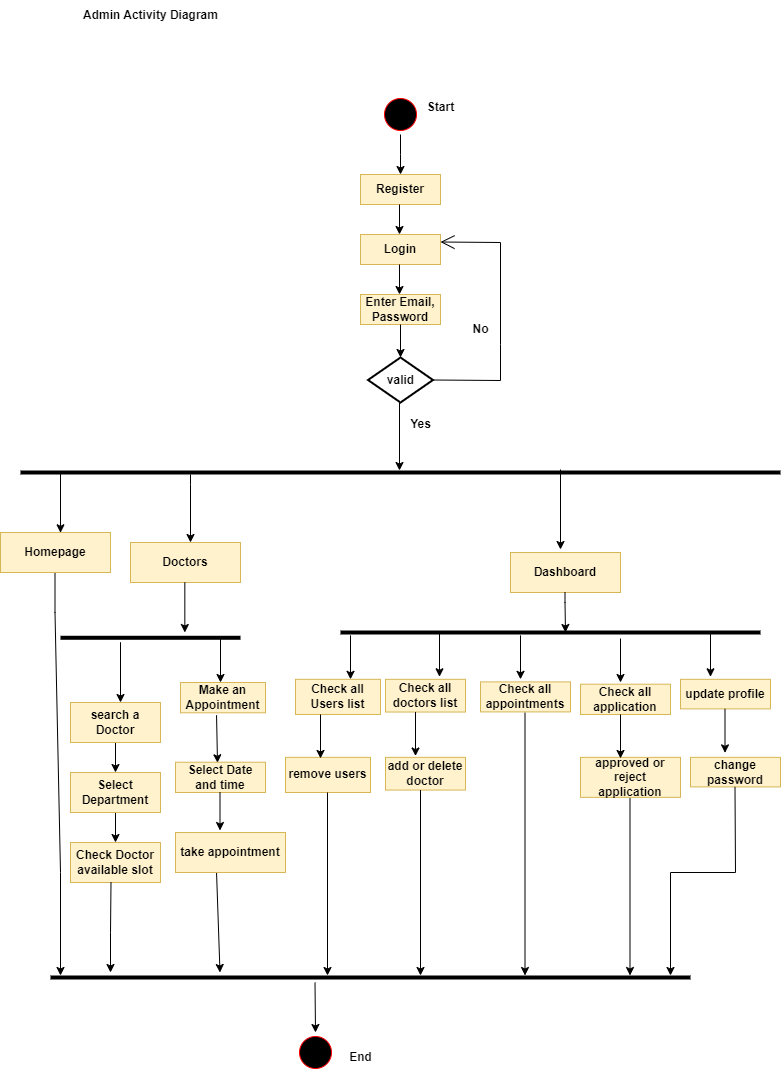 Admin Activity Diagram
Start
Register
Login
Enter Email,
Password
No
valid
Yes
Homepage
Doctors
Dashboard
search a
Doctor
Select
Department
Check Doctor
available slot
Make an
Appointment
Select Date
and time
take appointment
Check all
Users list
remove users
Check all
doctors list
add or delete
doctor
Check all
appointments
Check all
application
approved or
reject
application
update profile
change
password
End